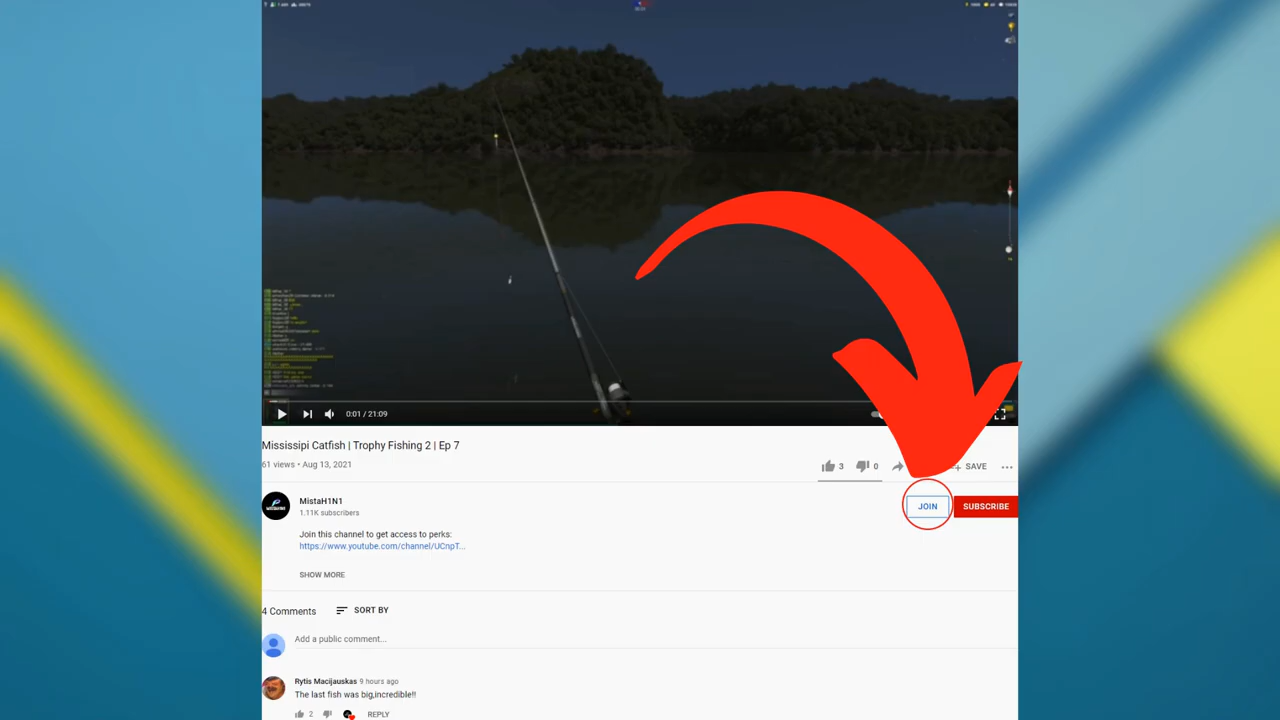 0:01 / 21:09
Mississipi Catfish | Trophy Fishing 2 | Ep 7
61 views • Aug 13, 2021
3
0
SAVE
MistaH1N1
1.11K subscribers
JOIN
SUBSCRIBE
Join this channel to get access to perks:
https://www.youtube.com/channel/UCnpT...
SHOW MORE
4 Comments
SORT BY
Add a public comment...
Rytis Macijauskas 9 hours ago
The last fish was big,incredible!!
2
REPLY